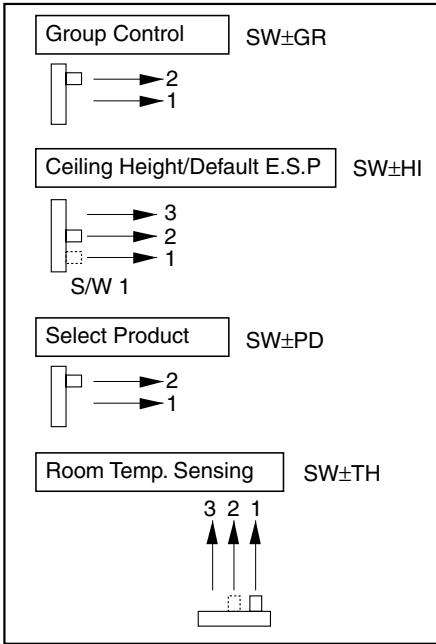 Group Control SW±GR
2
1
Ceiling Height/Default E.S.P SW±HI
3
2
1
S/W 1
Select Product SW±PD
2
1
Room Temp. Sensing SW±TH
3 2 1